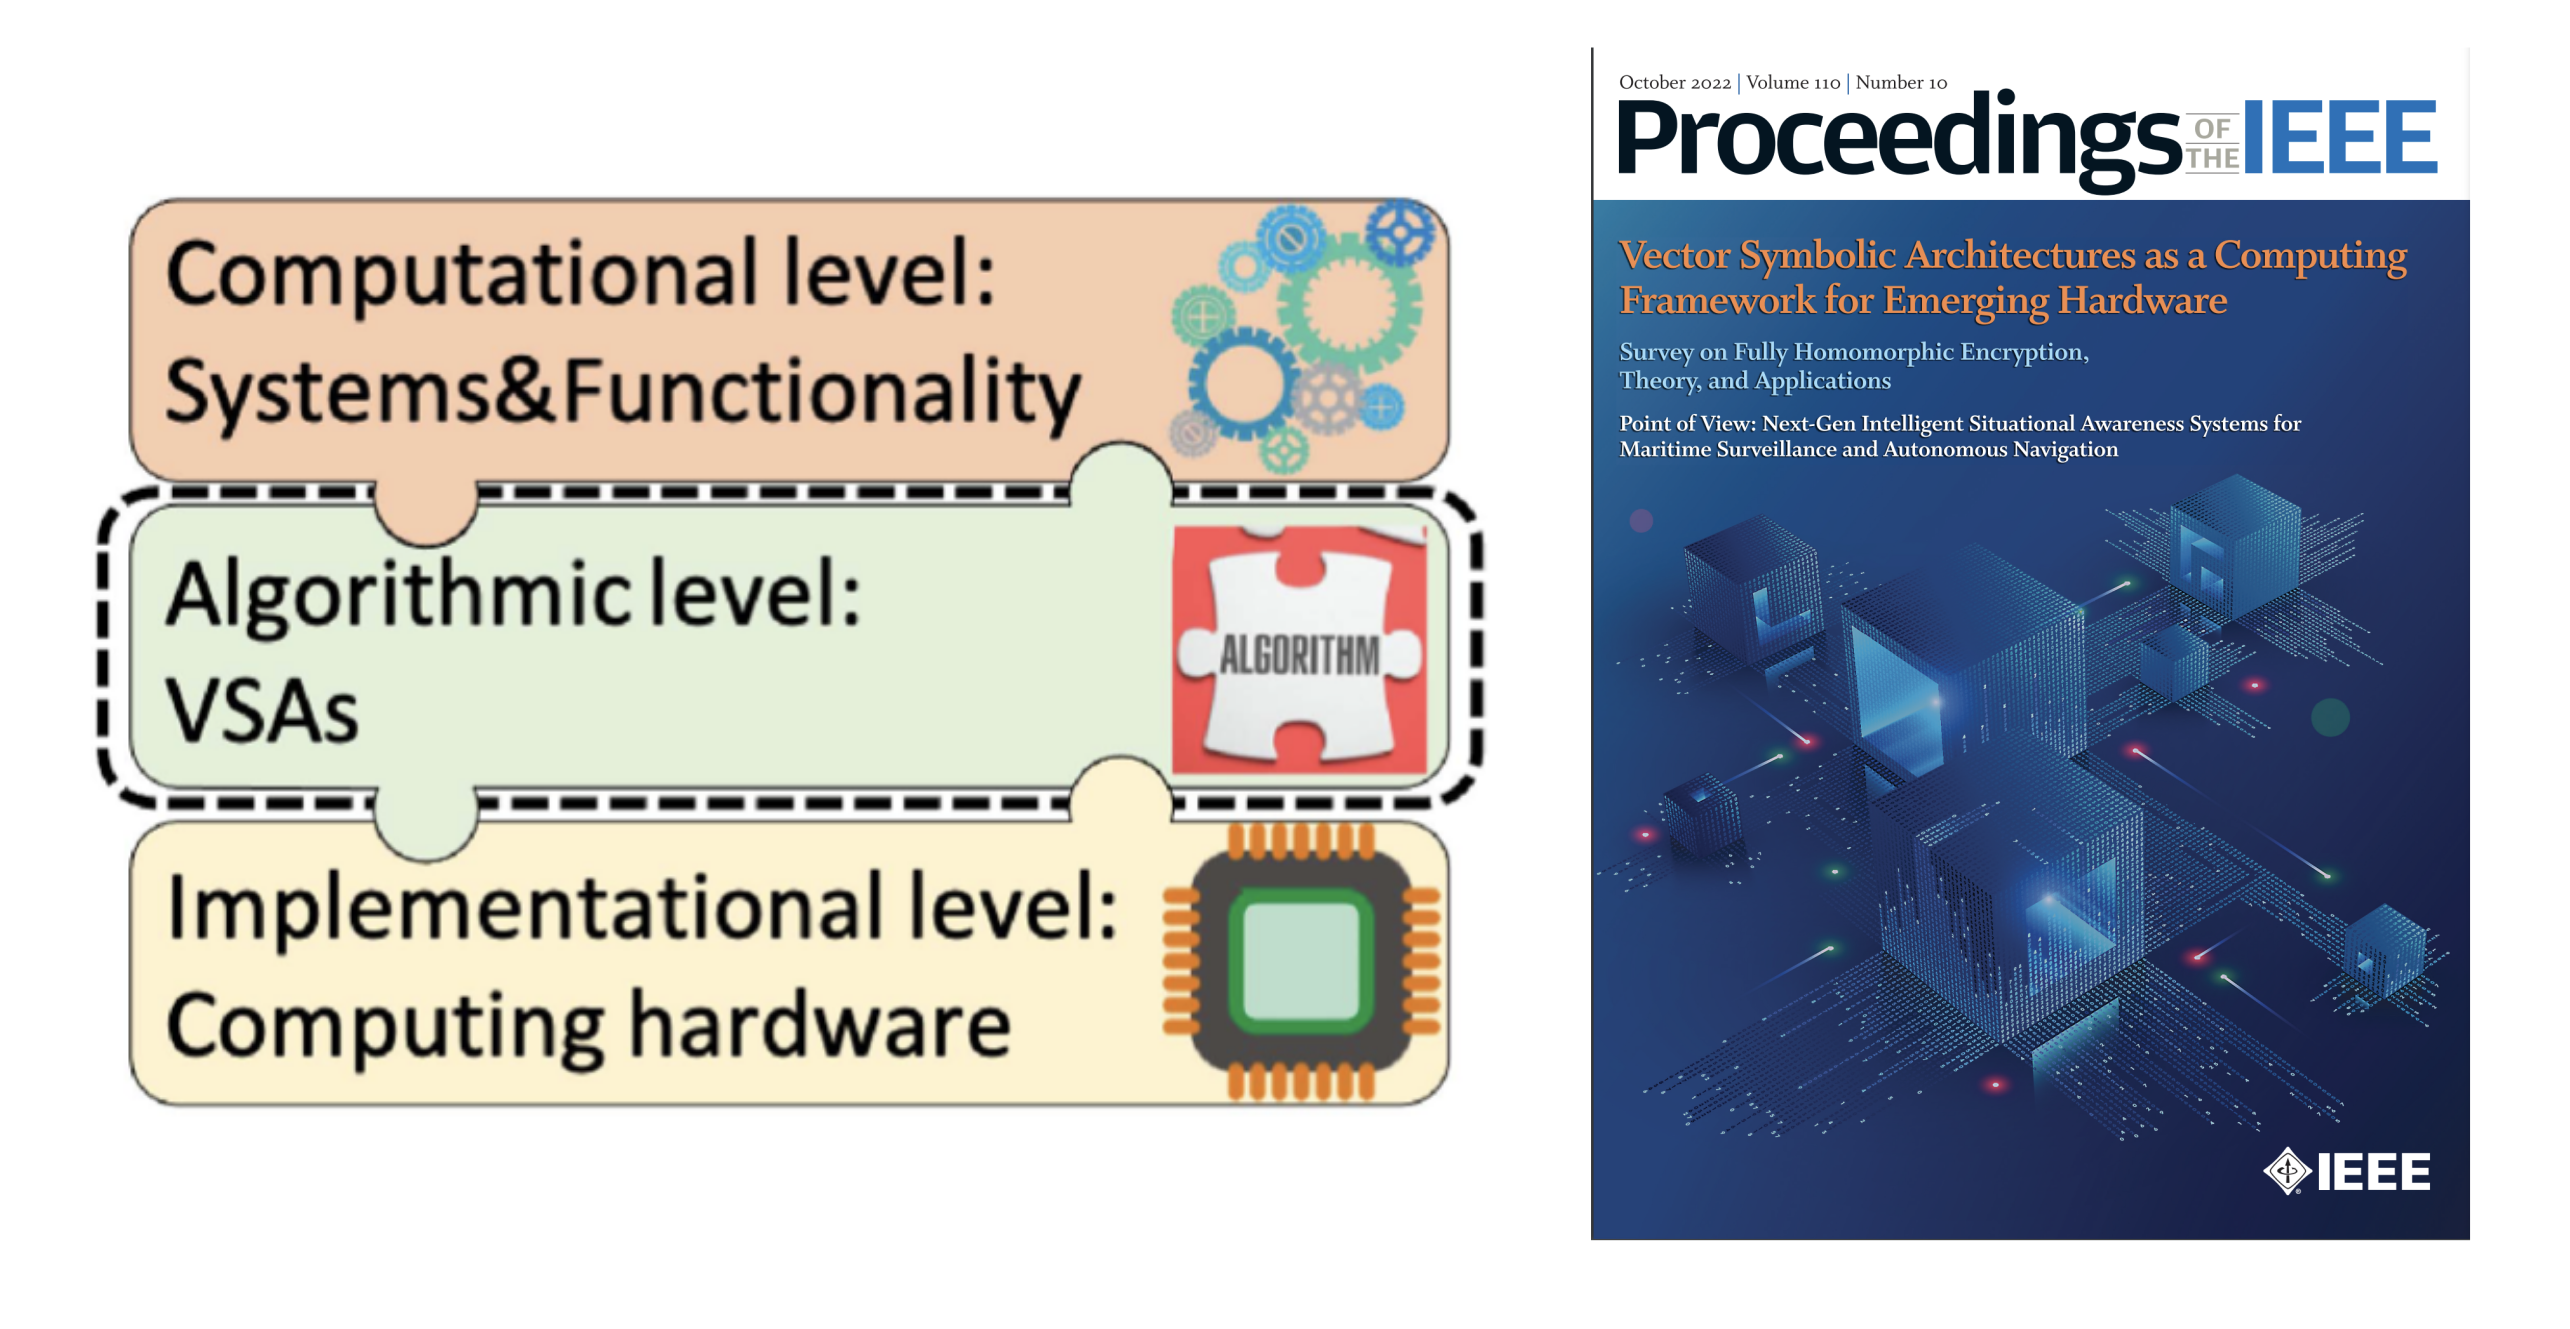 Computational level:
Systems&Functionality
Algorithmic level:
VSAs
ALGORITHM
Implementational level:
Computing hardware
October 2022 | Volume 110 | Number 10
Proceedings OF THE IEEE
Vector Symbolic Architectures as a Computing
Framework for Emerging Hardware
Survey on Fully Homomorphic Encryption,
Theory, and Applications
Point of View: Next-Gen Intelligent Situational Awareness Systems for
Maritime Surveillance and Autonomous Navigation
IEEE